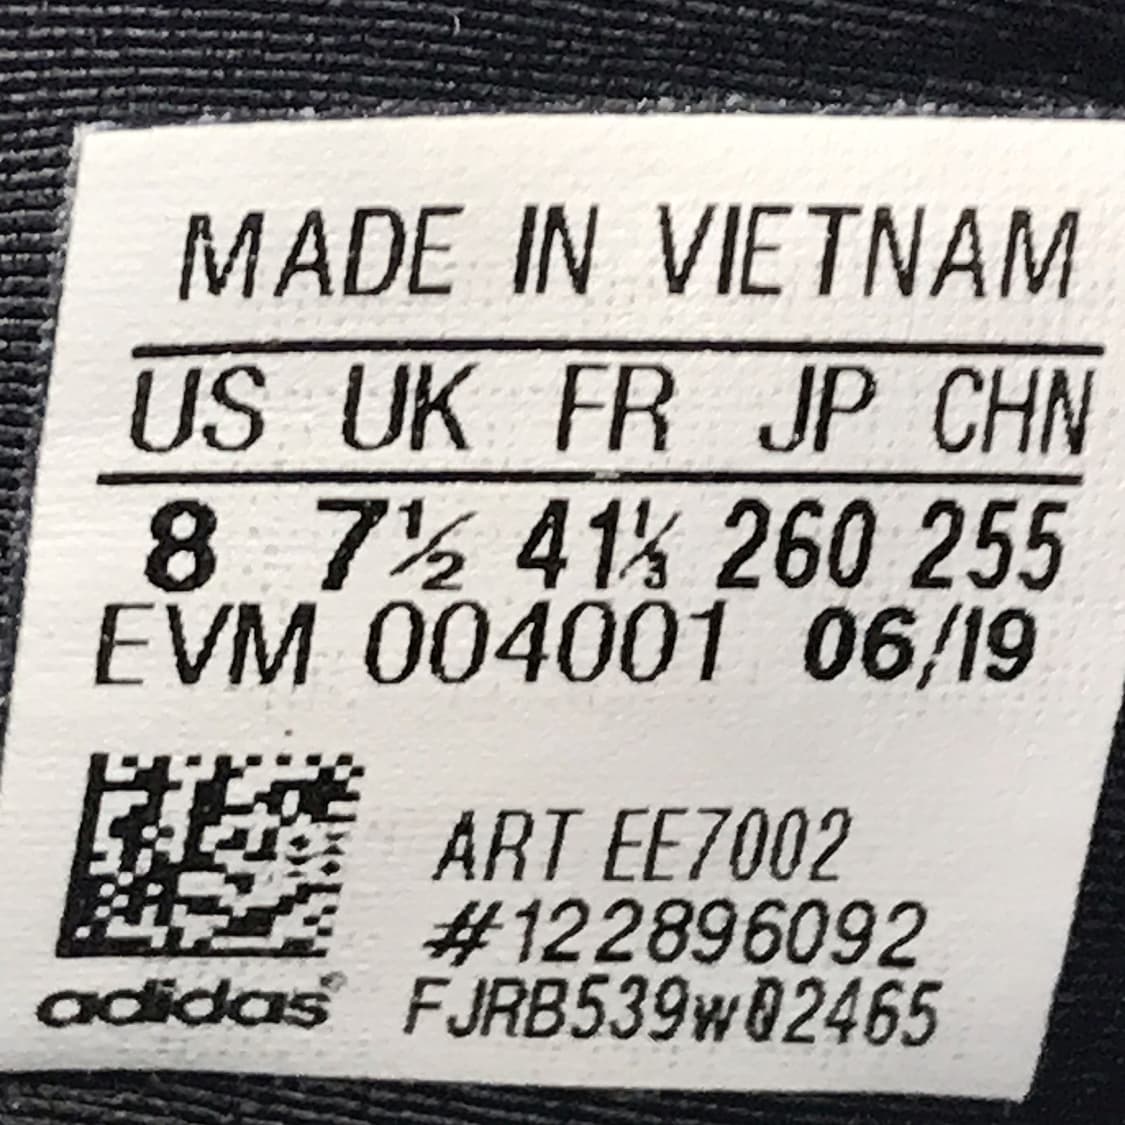 MADE IN VIETNAM
US UK FR JP CHN
8 7½ 41⅓ 260 255
EVM 004001 06/19
ART EE7002
#122896092
adidas® FJRB539w02465